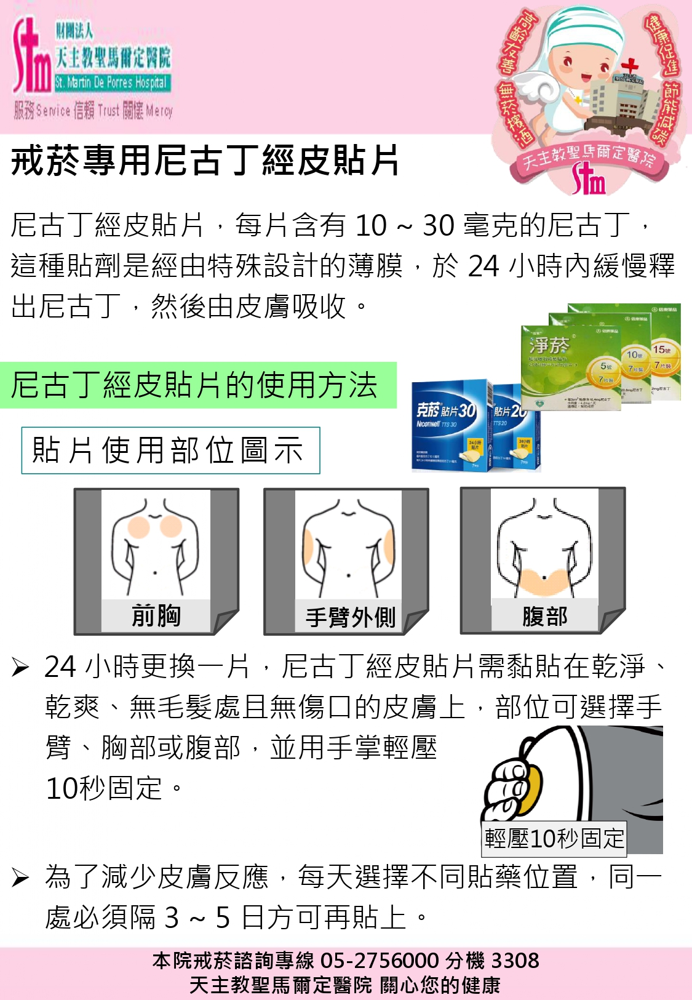 財團法人
天主教聖馬爾定醫院
St. Martin De Porres Hospital
服務 Service 信賴 Trust 關懷 Mercy
高齡友善 無菸檳酒
健康促進 節能減碳
天主教聖馬爾定醫院
Stm
戒菸專用尼古丁經皮貼片
尼古丁經皮貼片，每片含有 10 ~ 30 毫克的尼古丁，
這種貼劑是經由特殊設計的薄膜，於 24 小時內緩慢釋
出尼古丁，然後由皮膚吸收。
淨菸
5號
7片裝
10號
7片裝
15號
7片裝
尼古丁經皮貼片的使用方法
克菸 貼片30
Nicotinell TTS 30
24小時
貼片
貼片20
TTS 20
24小時
貼片
貼片使用部位圖示
前胸
手臂外側
腹部
➢ 24 小時更換一片，尼古丁經皮貼片需黏貼在乾淨、
乾爽、無毛髮處且無傷口的皮膚上，部位可選擇手
臂、胸部或腹部，並用手掌輕壓
10秒固定。
輕壓10秒固定
➢ 為了減少皮膚反應，每天選擇不同貼藥位置，同一
處必須隔 3 ~ 5 日方可再貼上。
本院戒菸諮詢專線 05-2756000 分機 3308
天主教聖馬爾定醫院 關心您的健康